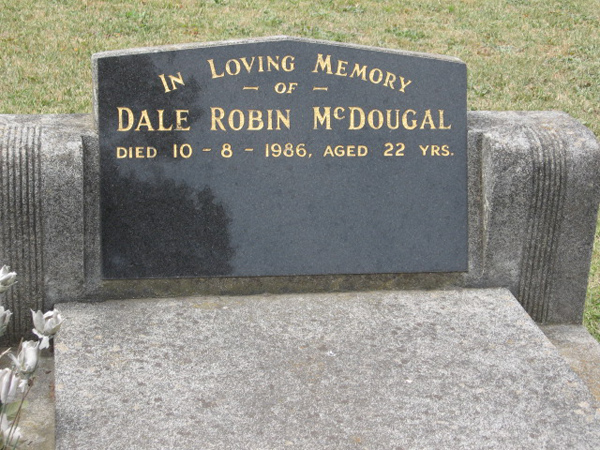 IN LOVING MEMORY
– OF –
DALE ROBIN McDOUGAL
DIED 10 – 8 – 1986, AGED 22 YRS.